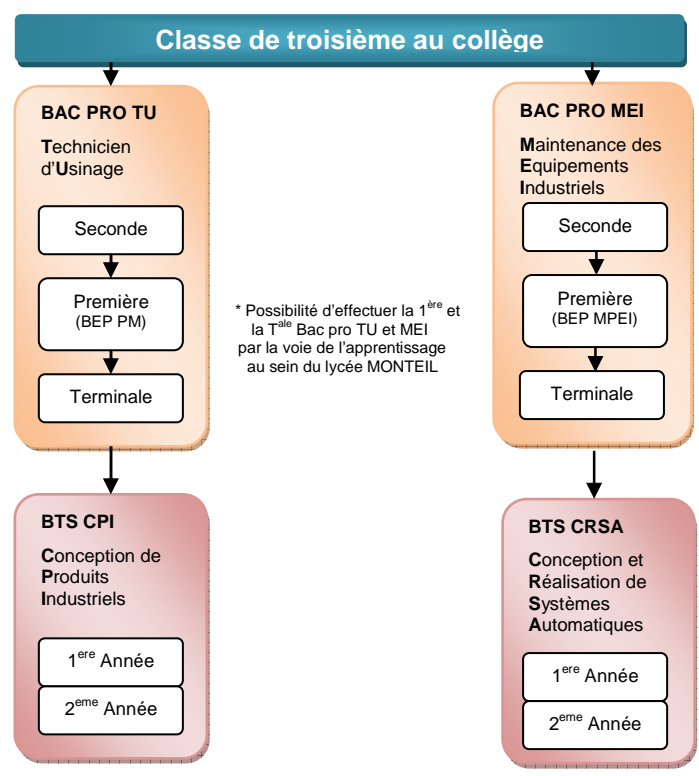 Classe de troisième au collège
BAC PRO TU
Technicien
d'Usinage
Seconde
Première
(BEP PM)
Terminale
* Possibilité d'effectuer la 1ère et
la Tale Bac pro TU et MEI
par la voie de l'apprentissage
au sein du lycée MONTEIL
BAC PRO MEI
Maintenance des
Equipements
Industriels
Seconde
Première
(BEP MPEI)
Terminale
BTS CPI
Conception de
Produits
Industriels
1ere Année
2eme Année
BTS CRSA
Conception et
Réalisation de
Systèmes
Automatiques
1ere Année
2eme Année